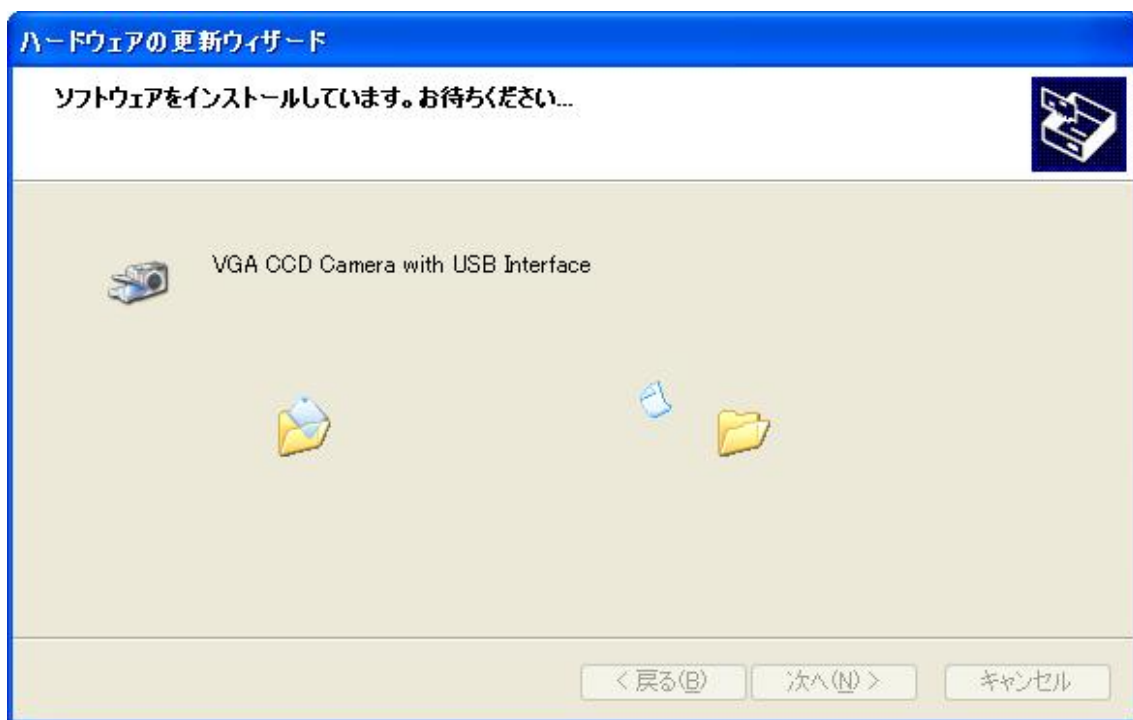 ハードウェアの更新ウィザード
ソフトウェアをインストールしています。お待ちください...
VGA CCD Camera with USB Interface
< 戻る(B) 次へ(N) > キャンセル